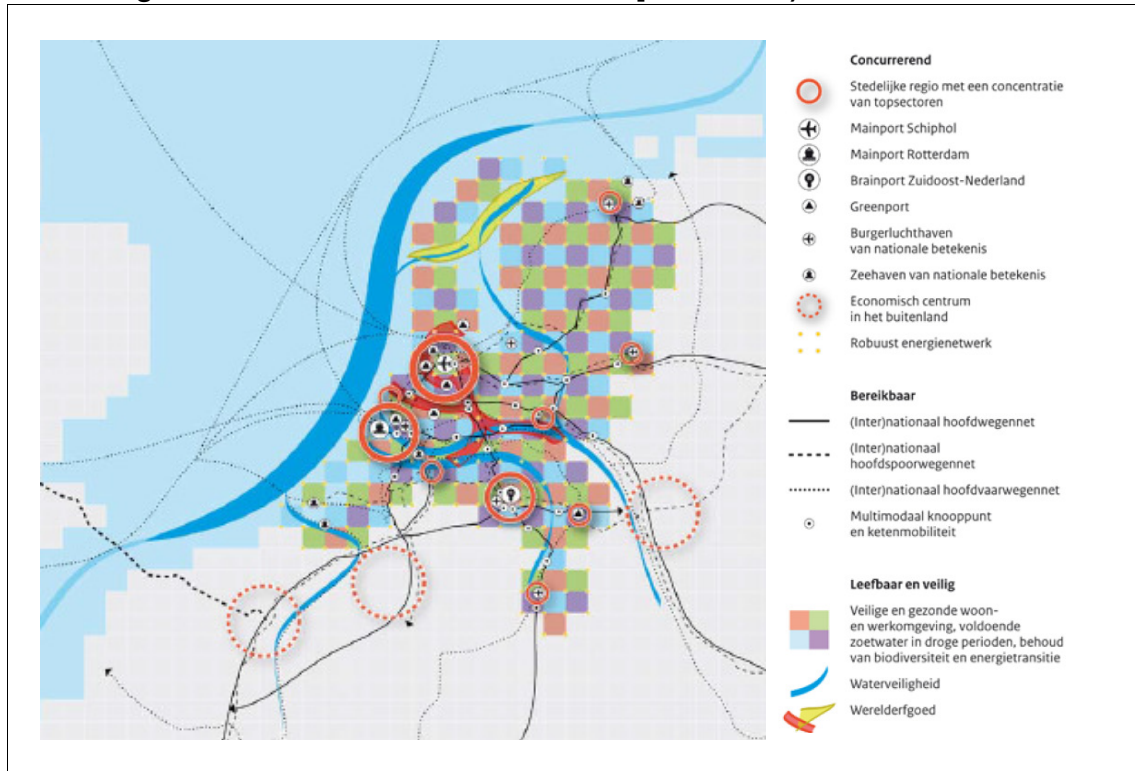 Concurrerend
Stedelijke regio met een concentratie
van topsectoren
Mainport Schiphol
Mainport Rotterdam
Brainport Zuidoost-Nederland
Greenport
Burgerluchthaven
van nationale betekenis
Zeehaven van nationale betekenis
Economisch centrum
in het buitenland
Robuust energienetwerk
Bereikbaar
(Inter)nationaal hoofdwegennet
(Inter)nationaal
hoofdspoorwegennet
(Inter)nationaal hoofdvaarwegennet
Multimodaal knooppunt
en ketenmobiliteit
Leefbaar en veilig
Veilige en gezonde woon-
en werkomgeving, voldoende
zoetwater in droge perioden, behoud
van biodiversiteit en energietransitie
Waterveiligheid
Werelderfgoed